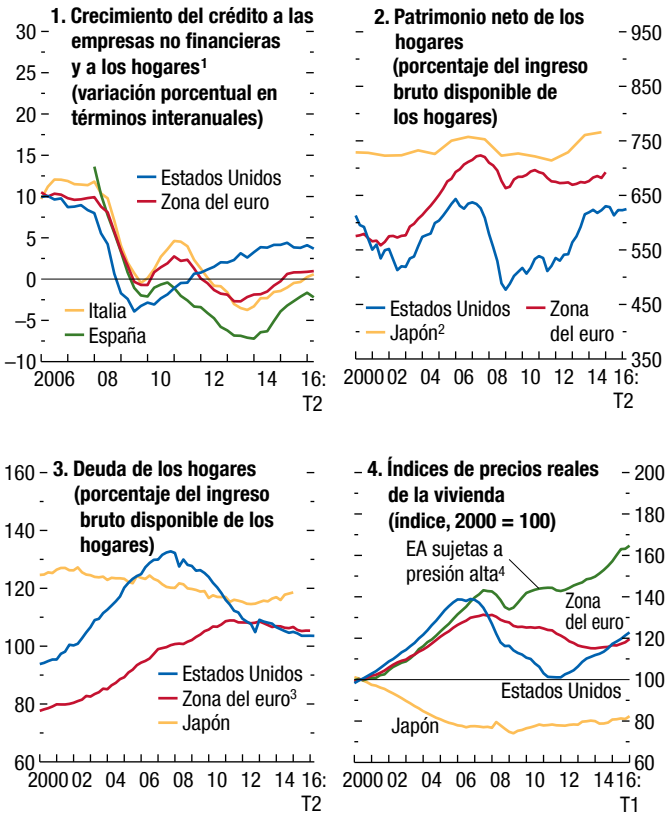 1. Crecimiento del crédito a las
empresas no financieras
y a los hogares¹
(variación porcentual en
términos interanuales)
30
25
20
15
10
5
0
–5
–10
Estados Unidos
Zona del euro
Italia
España
2006 08 10 12 14 16:
T2
2. Patrimonio neto de los
hogares
(porcentaje del ingreso
bruto disponible de
los hogares)
950
850
750
650
550
450
350
Estados Unidos
Japón²
Zona
del euro
2000 02 04 06 08 10 12 14 16:
T2
3. Deuda de los hogares
(porcentaje del ingreso
bruto disponible de los
hogares)
160
140
120
100
80
60
Estados Unidos
Zona del euro³
Japón
2000 02 04 06 08 10 12 14 16:
T2
4. Índices de precios reales
de la vivienda
(índice, 2000 = 100)
200
180
160
140
120
100
80
60
EA sujetas a
presión alta⁴
Zona
del euro
Estados Unidos
Japón
2000 02 04 06 08 10 12 14 16:
T1